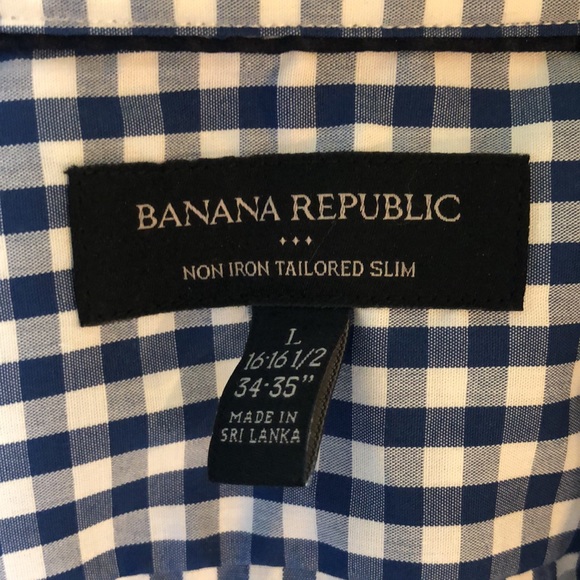 BANANA REPUBLIC
NON IRON TAILORED SLIM
L
16·16 1/2
34·35"
MADE IN
SRI LANKA